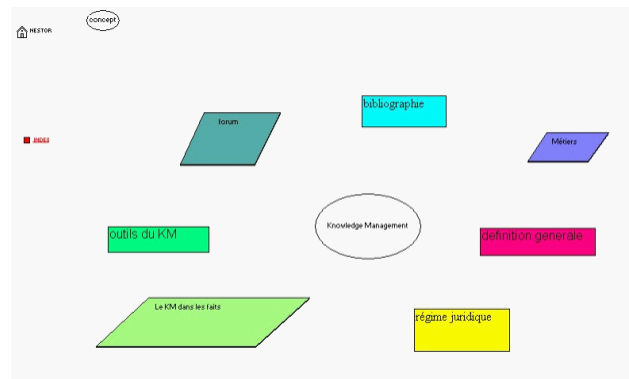 concept
NESTOR
bibliographie
forum
Métiers
INDEX
Knowledge Management
outils du KM
définition générale
Le KM dans les faits
régime juridique